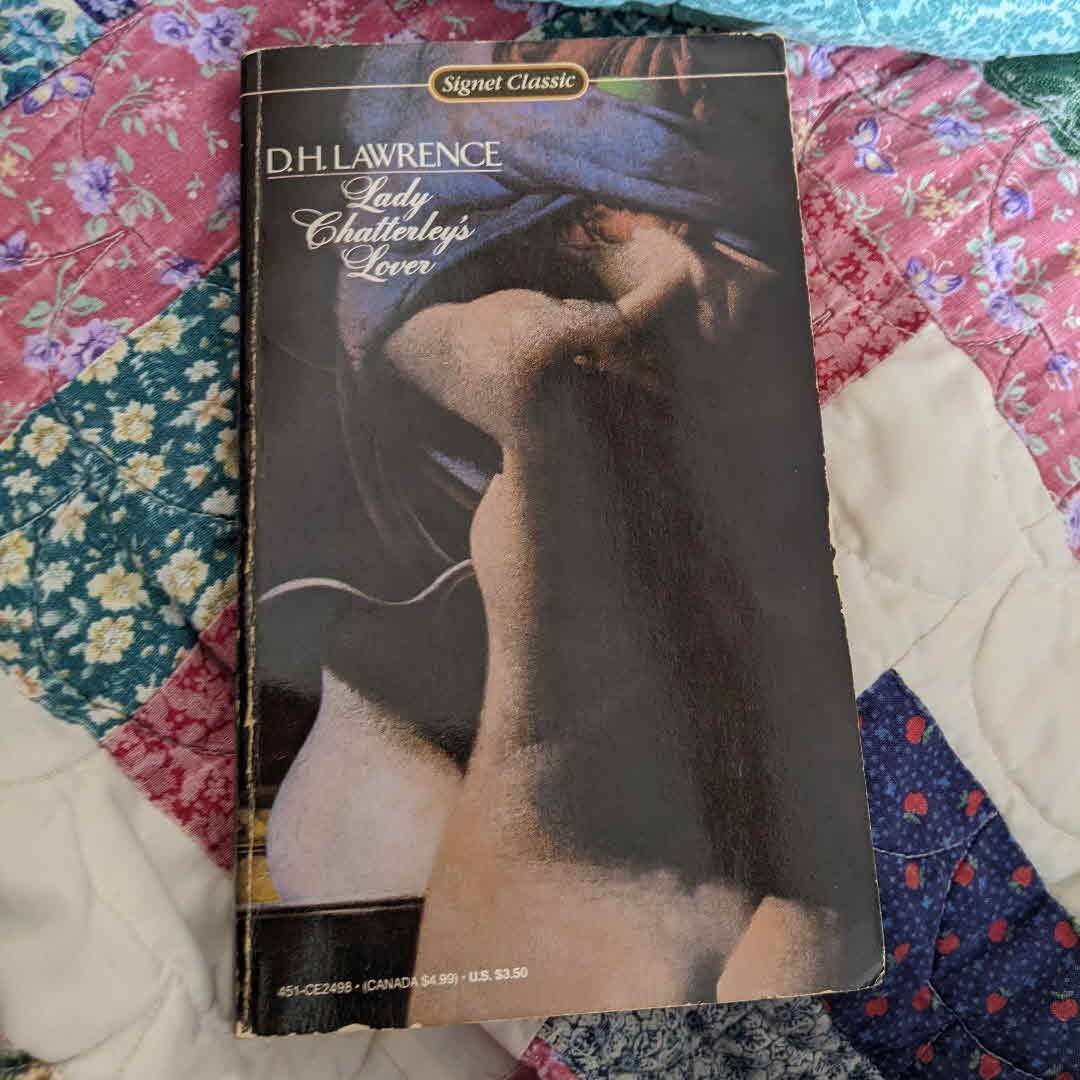 Signet Classic
D.H. LAWRENCE
Lady
Chatterley's
Lover
451-CE2498 • (CANADA $4.99) • U.S. $3.50